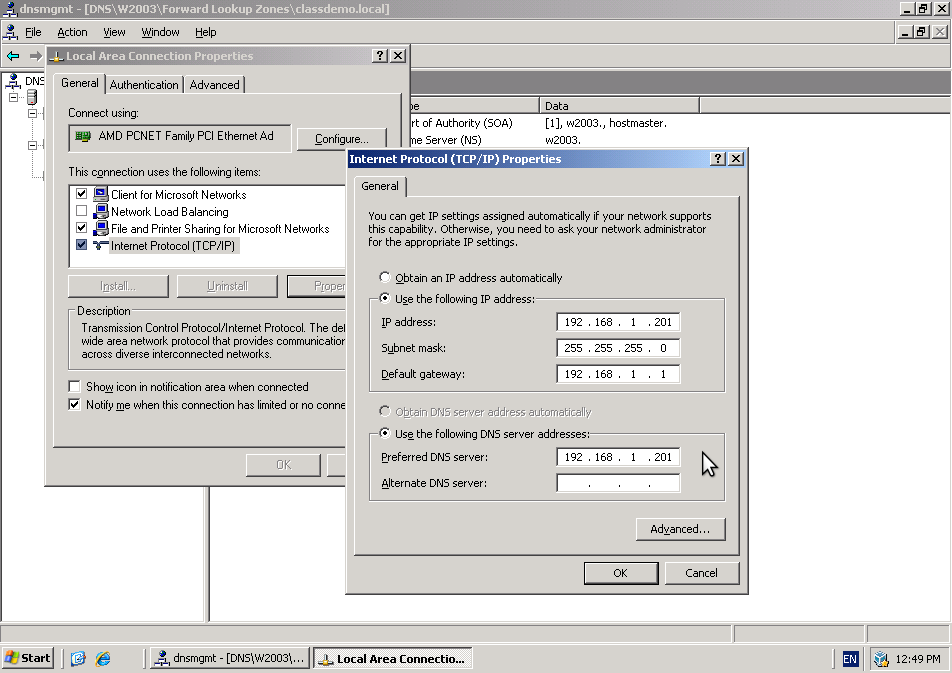 dnsmgmt - [DNS\W2003\Forward Lookup Zones\classdemo.local]
File Action View Window Help
Local Area Connection Properties
DNS
General Authentication Advanced
Connect using:
AMD PCNET Family PCI Ethernet Ad
Configure...
This connection uses the following items:
Client for Microsoft Networks
Network Load Balancing
File and Printer Sharing for Microsoft Networks
Internet Protocol (TCP/IP)
Install... Uninstall Proper
Description
Transmission Control Protocol/Internet Protocol. The def
wide area network protocol that provides communication
across diverse interconnected networks.
Show icon in notification area when connected
Notify me when this connection has limited or no conne
OK
pe Data
rt of Authority (SOA) [1], w2003., hostmaster.
me Server (NS) w2003.
Internet Protocol (TCP/IP) Properties
General
You can get IP settings assigned automatically if your network supports
this capability. Otherwise, you need to ask your network administrator
for the appropriate IP settings.
Obtain an IP address automatically
Use the following IP address:
IP address: 192 . 168 . 1 . 201
Subnet mask: 255 . 255 . 255 . 0
Default gateway: 192 . 168 . 1 . 1
Obtain DNS server address automatically
Use the following DNS server addresses:
Preferred DNS server: 192 . 168 . 1 . 201
Alternate DNS server: . . .
Advanced...
OK Cancel
Start dnsmgmt - [DNS\W2003\... Local Area Connectio... EN 12:49 PM